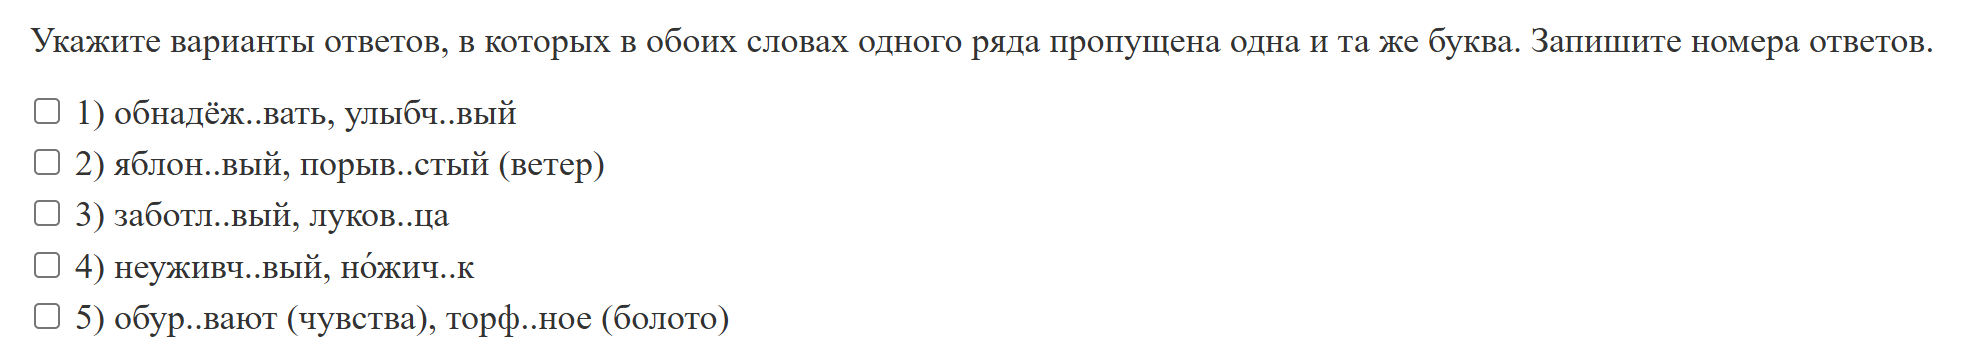 Укажите варианты ответов, в которых в обоих словах одного ряда пропущена одна и та же буква. Запишите номера ответов.
1) обнадёж..вать, улыбч..вый
2) яблон..вый, порыв..стый (ветер)
3) заботл..вый, луков..ца
4) неуживч..вый, но́жич..к
5) обур..вают (чувства), торф..ное (болото)